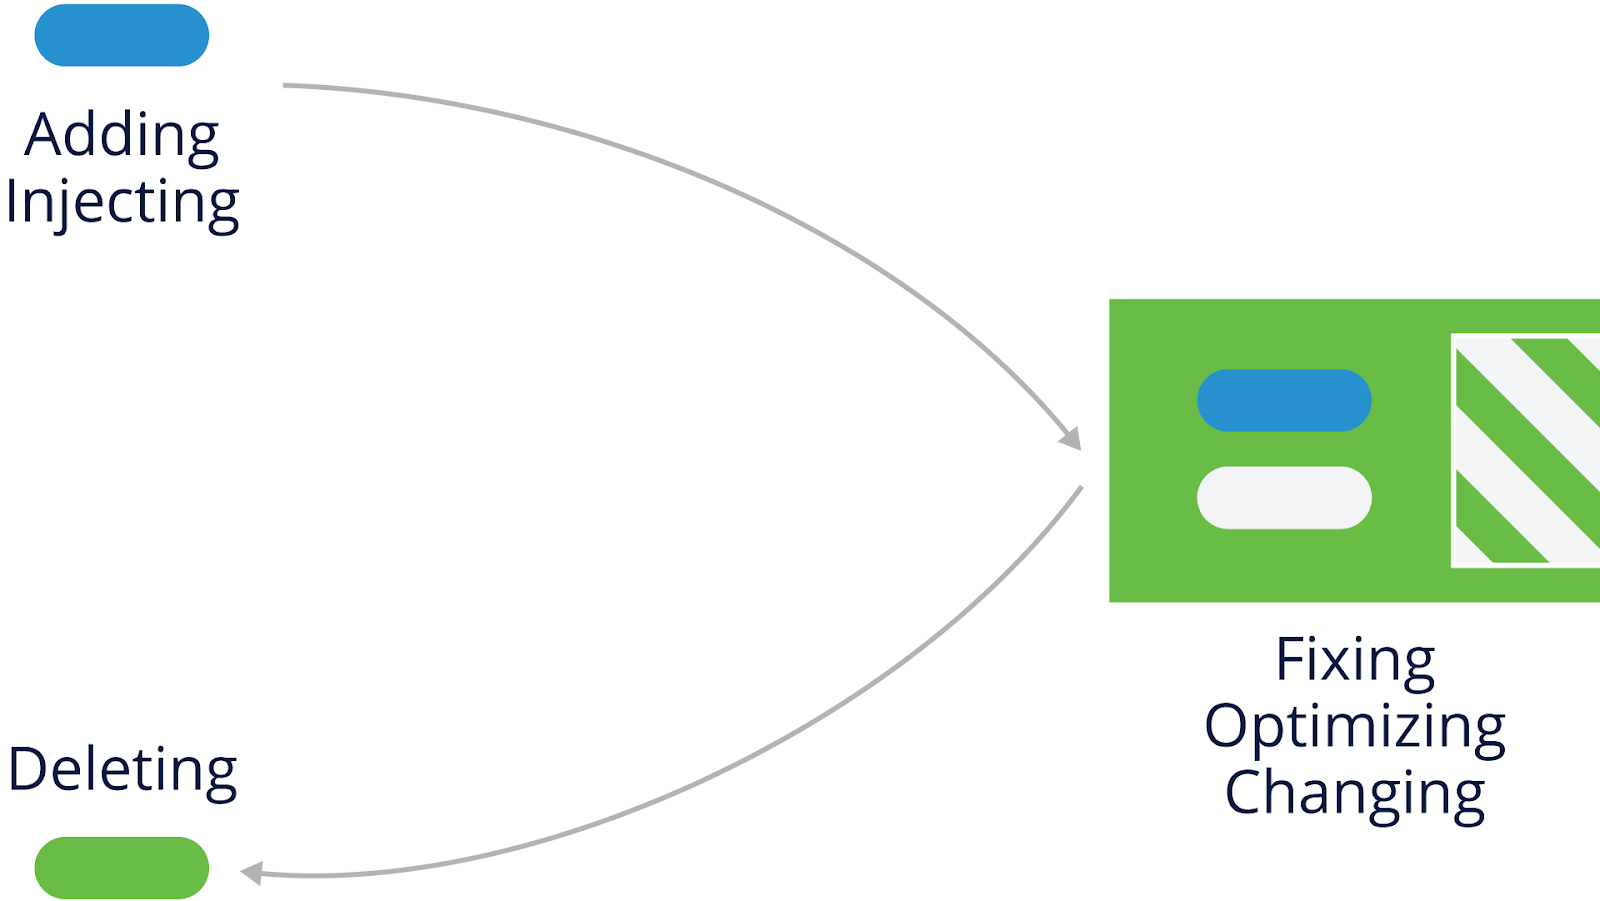 Adding
Injecting
Deleting
Fixing
Optimizing
Changing